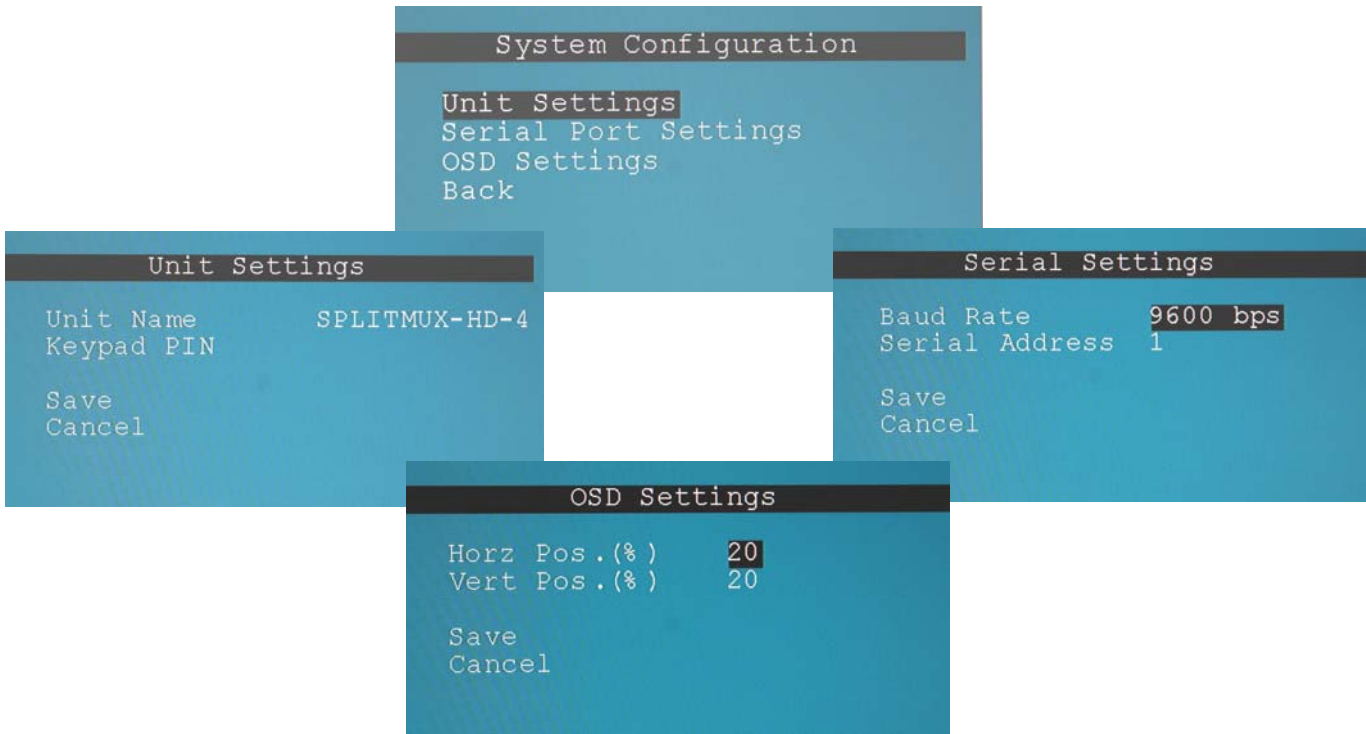 System Configuration
Unit Settings
Serial Port Settings
OSD Settings
Back
Unit Settings
Unit Name SPLITMUX-HD-4
Keypad PIN
Save
Cancel
Serial Settings
Baud Rate 9600 bps
Serial Address 1
Save
Cancel
OSD Settings
Horz Pos.(%) 20
Vert Pos.(%) 20
Save
Cancel